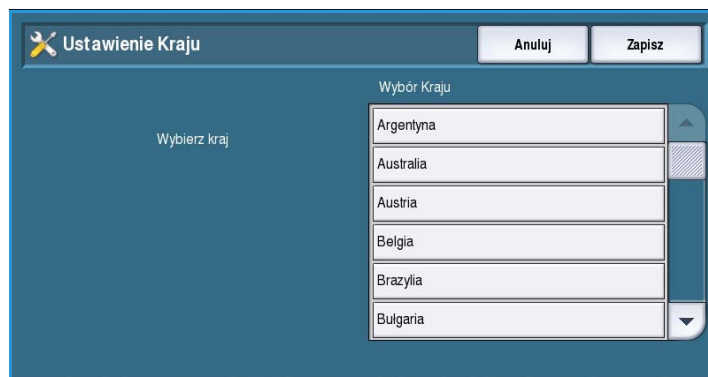 Ustawienie Kraju
Anuluj
Zapisz
Wybór Kraju
Wybierz kraj
Argentyna
Australia
Austria
Belgia
Brazylia
Bułgaria